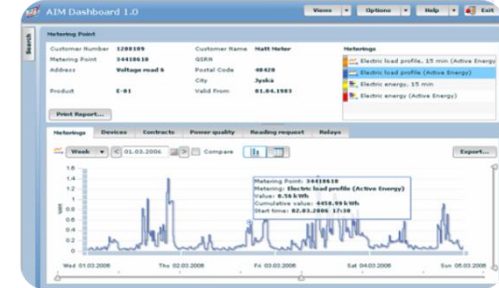 AIM Dashboard 1.0
Views Options Help Exit
Search
Metering Point
Customer Number 1200109 Customer Name Matt Meter Meterings
Metering Point 34418610 GSRN Electric load profile, 15 min (Active Energy)
Address Voltage road 6 Postal Code 40420 Electric load profile (Active Energy)
City Jyskä Electric energy, 15 min
Product E-01 Valid From 01.04.1983 Electric energy (Active Energy)
Print Report...
Meterings Devices Contracts Power quality Reading request Relays
Week < 01.03.2006 > Compare Export...
1.6
1.4
1.2
1
0.8
0.6
0.4
0.2
0
kWh
Metering Point: 34418610
Metering: Electric load profile (Active Energy)
Value: 0.56 kWh
Cumulative value: 4450.99 kWh
Start time: 02.03.2006 17:30
Wed 01.03.2006 Thu 02.03.2006 Fri 03.03.2006 Sat 04.03.2006 Sun 05.03.2006